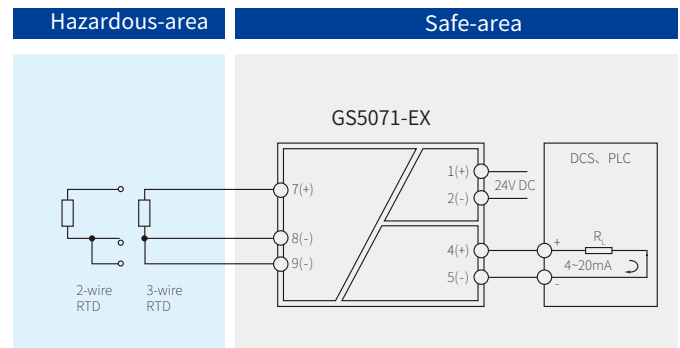 Hazardous-area
Safe-area
GS5071-EX
DCS、PLC
7(+)
1(+)
24V DC
2(-)
8(-)
4(+)
+
R_L
9(-)
4~20mA
5(-)
-
2-wire
RTD
3-wire
RTD